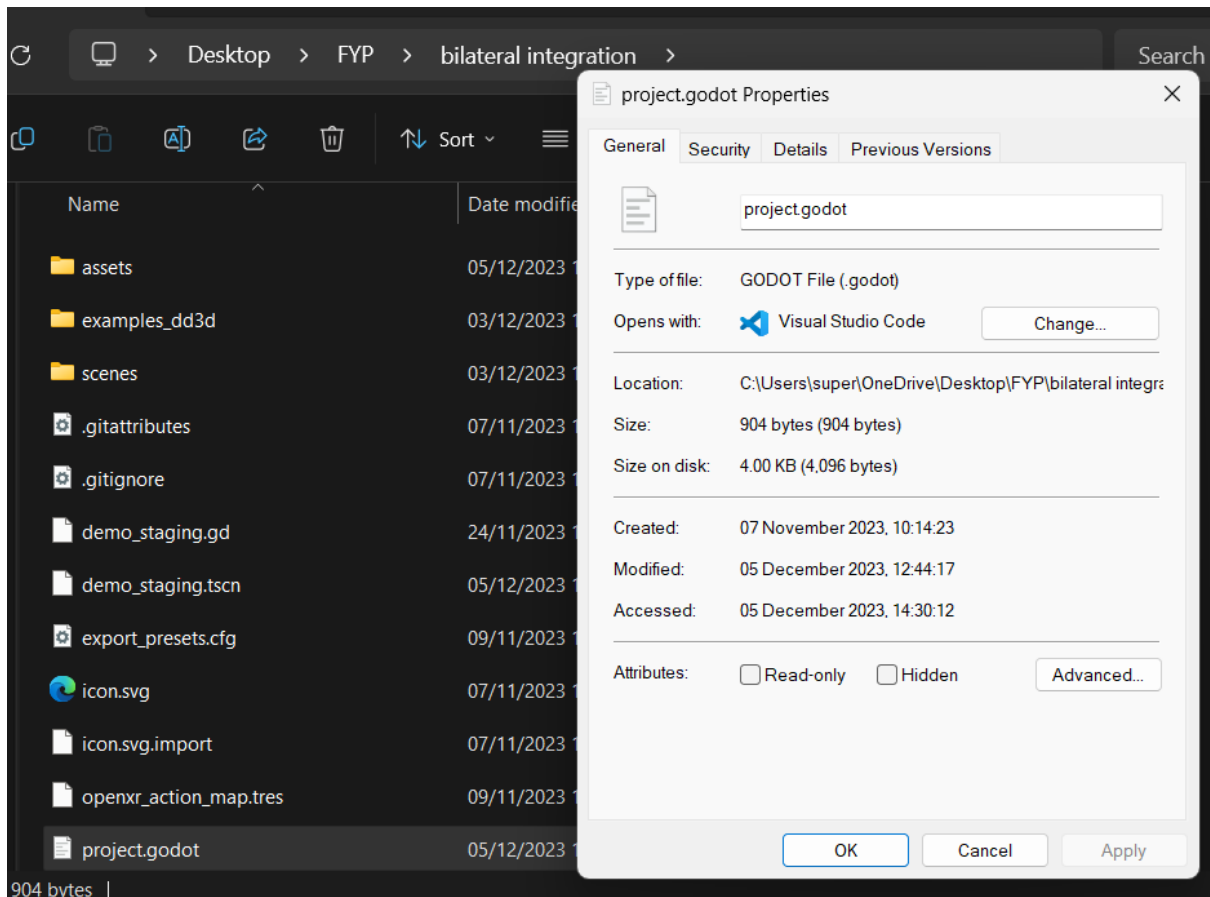 Desktop > FYP > bilateral integration >
Search
Sort
Name
Date modifie
assets
05/12/2023 1
examples_dd3d
03/12/2023 1
scenes
03/12/2023 1
.gitattributes
07/11/2023 1
.gitignore
07/11/2023 1
demo_staging.gd
24/11/2023 1
demo_staging.tscn
05/12/2023 1
export_presets.cfg
09/11/2023 1
icon.svg
07/11/2023 1
icon.svg.import
07/11/2023 1
openxr_action_map.tres
09/11/2023 1
project.godot
05/12/2023 1
904 bytes
project.godot Properties
General Security Details Previous Versions
project.godot
Type of file: GODOT File (.godot)
Opens with: Visual Studio Code Change...
Location: C:\Users\super\OneDrive\Desktop\FYP\bilateral integra
Size: 904 bytes (904 bytes)
Size on disk: 4.00 KB (4,096 bytes)
Created: 07 November 2023, 10:14:23
Modified: 05 December 2023, 12:44:17
Accessed: 05 December 2023, 14:30:12
Attributes: Read-only Hidden Advanced...
OK Cancel Apply